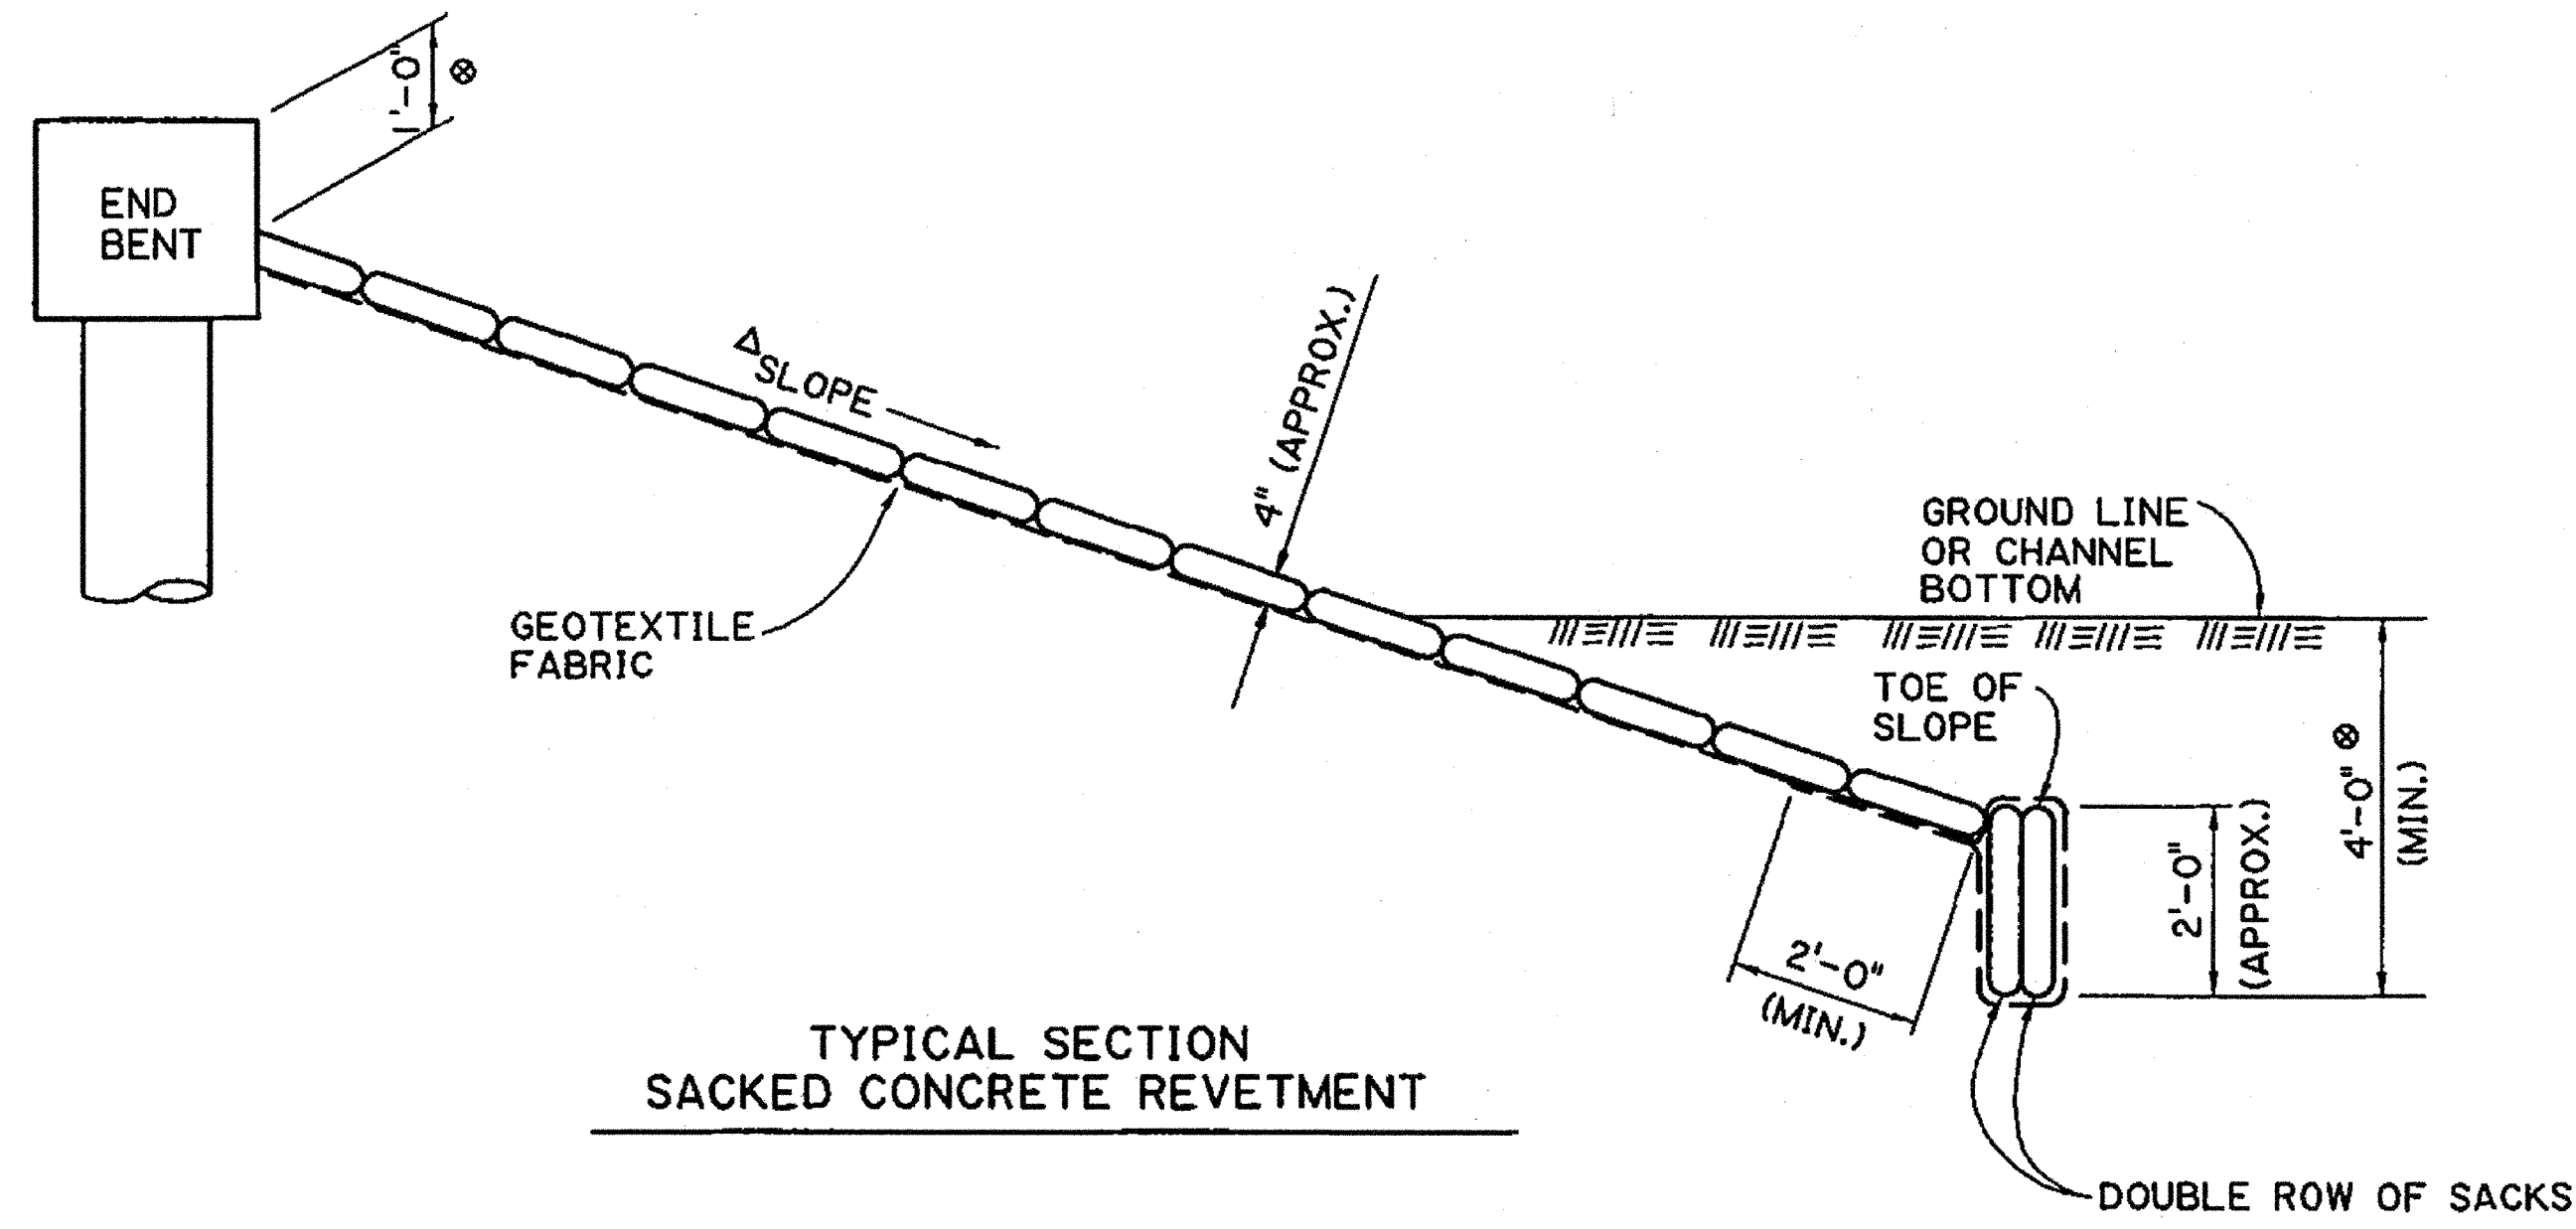 1'-0"
⊗
END
BENT
Δ
SLOPE
4" (APPROX.)
GROUND LINE
OR CHANNEL
BOTTOM
GEOTEXTILE
FABRIC
TOE OF
SLOPE
4'-0" ⊗
(MIN.)
2'-0"
(APPROX.)
2'-0"
(MIN.)
TYPICAL SECTION
SACKED CONCRETE REVETMENT
DOUBLE ROW OF SACKS